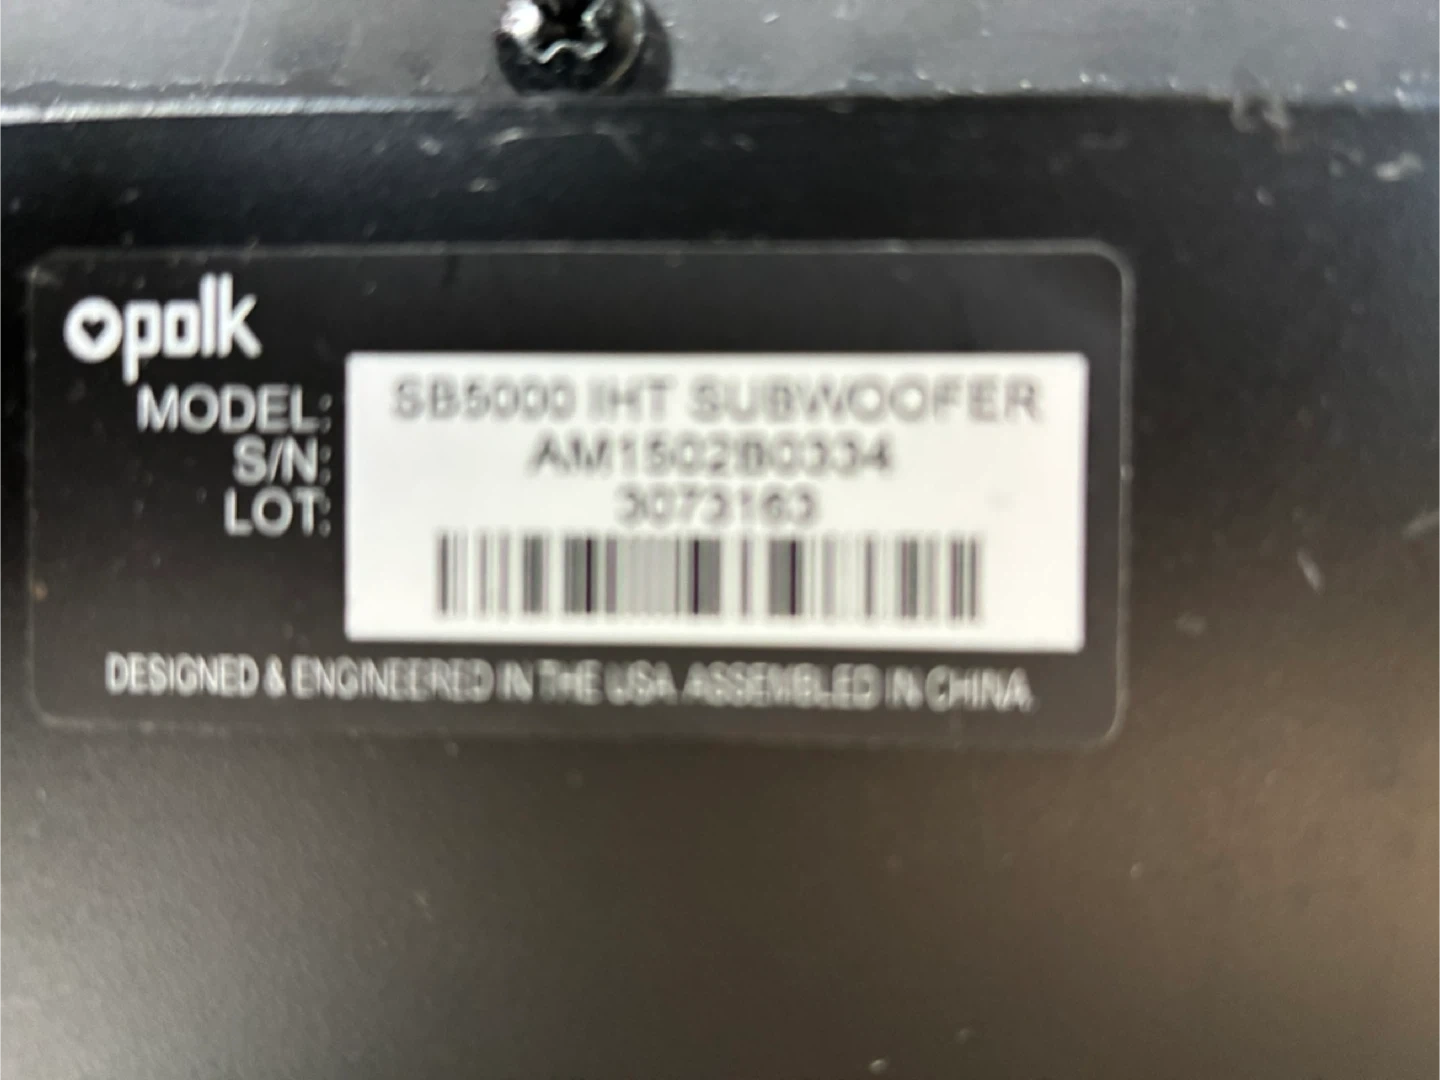 polk
MODEL: SB5000 IHT SUBWOOFER
S/N: AM1502B0334
LOT: 3073163
DESIGNED & ENGINEERED IN THE USA. ASSEMBLED IN CHINA.